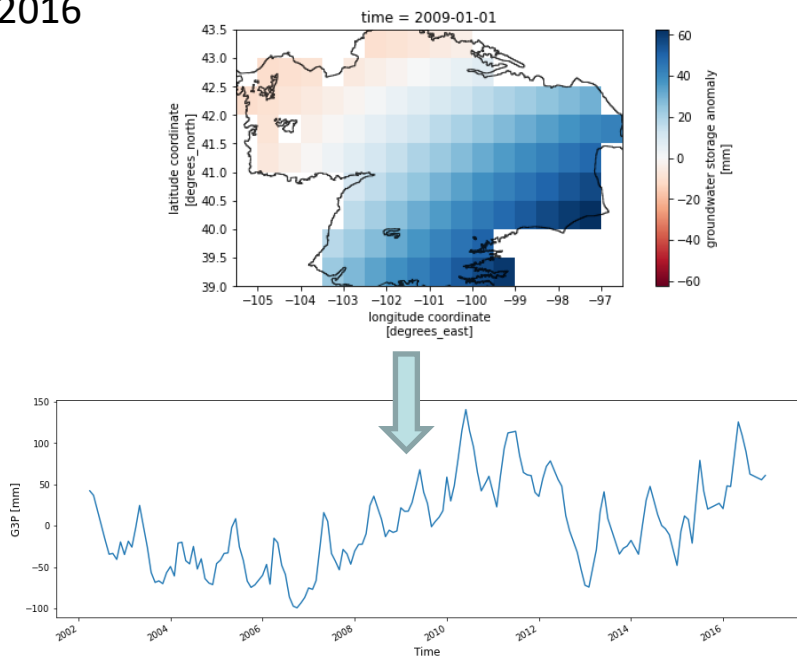 2016
time = 2009-01-01
43.5
43.0
42.5
42.0
41.5
41.0
40.5
40.0
39.5
39.0
latitude coordinate
[degrees_north]
−105 −104 −103 −102 −101 −100 −99 −98 −97
longitude coordinate
[degrees_east]
60
40
20
0
−20
−40
−60
groundwater storage anomaly
[mm]
150
100
50
0
−50
−100
G3P [mm]
2002 2004 2006 2008 2010 2012 2014 2016
Time